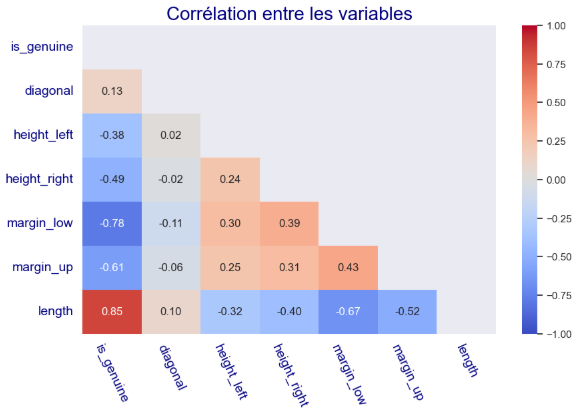 Corrélation entre les variables
is_genuine
diagonal 0.13
height_left -0.38 0.02
height_right -0.49 -0.02 0.24
margin_low -0.78 -0.11 0.30 0.39
margin_up -0.61 -0.06 0.25 0.31 0.43
length 0.85 0.10 -0.32 -0.40 -0.67 -0.52
is_genuine diagonal height_left height_right margin_low margin_up length
1.00
0.75
0.50
0.25
0.00
−0.25
−0.50
−0.75
−1.00